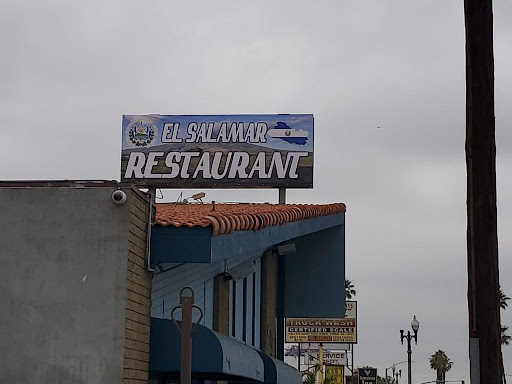 EL SALAMAR
RESTAURANT
TRUCK WASH
CERTIFIED SCALE
SERVICE